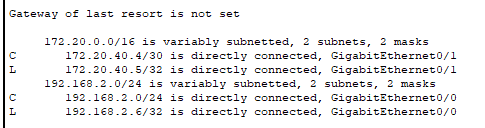 Gateway of last resort is not set
172.20.0.0/16 is variably subnetted, 2 subnets, 2 masks
C 172.20.40.4/30 is directly connected, GigabitEthernet0/1
L 172.20.40.5/32 is directly connected, GigabitEthernet0/1
192.168.2.0/24 is variably subnetted, 2 subnets, 2 masks
C 192.168.2.0/24 is directly connected, GigabitEthernet0/0
L 192.168.2.6/32 is directly connected, GigabitEthernet0/0